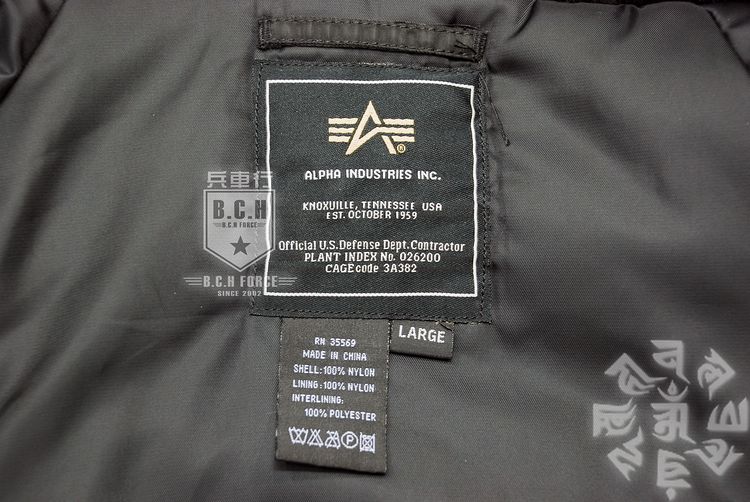 ALPHA INDUSTRIES INC.
KNOXVILLE, TENNESSEE USA
EST. OCTOBER 1959
Official U.S. Defense Dept. Contractor
PLANT INDEX No. 026200
CAGE code 3A382
LARGE
RN 35569
MADE IN CHINA
SHELL: 100% NYLON
LINING: 100% NYLON
INTERLINING:
100% POLYESTER
兵車行
B.C.H
B.C.H FORCE
B.C.H FORCE
SINCE 2002